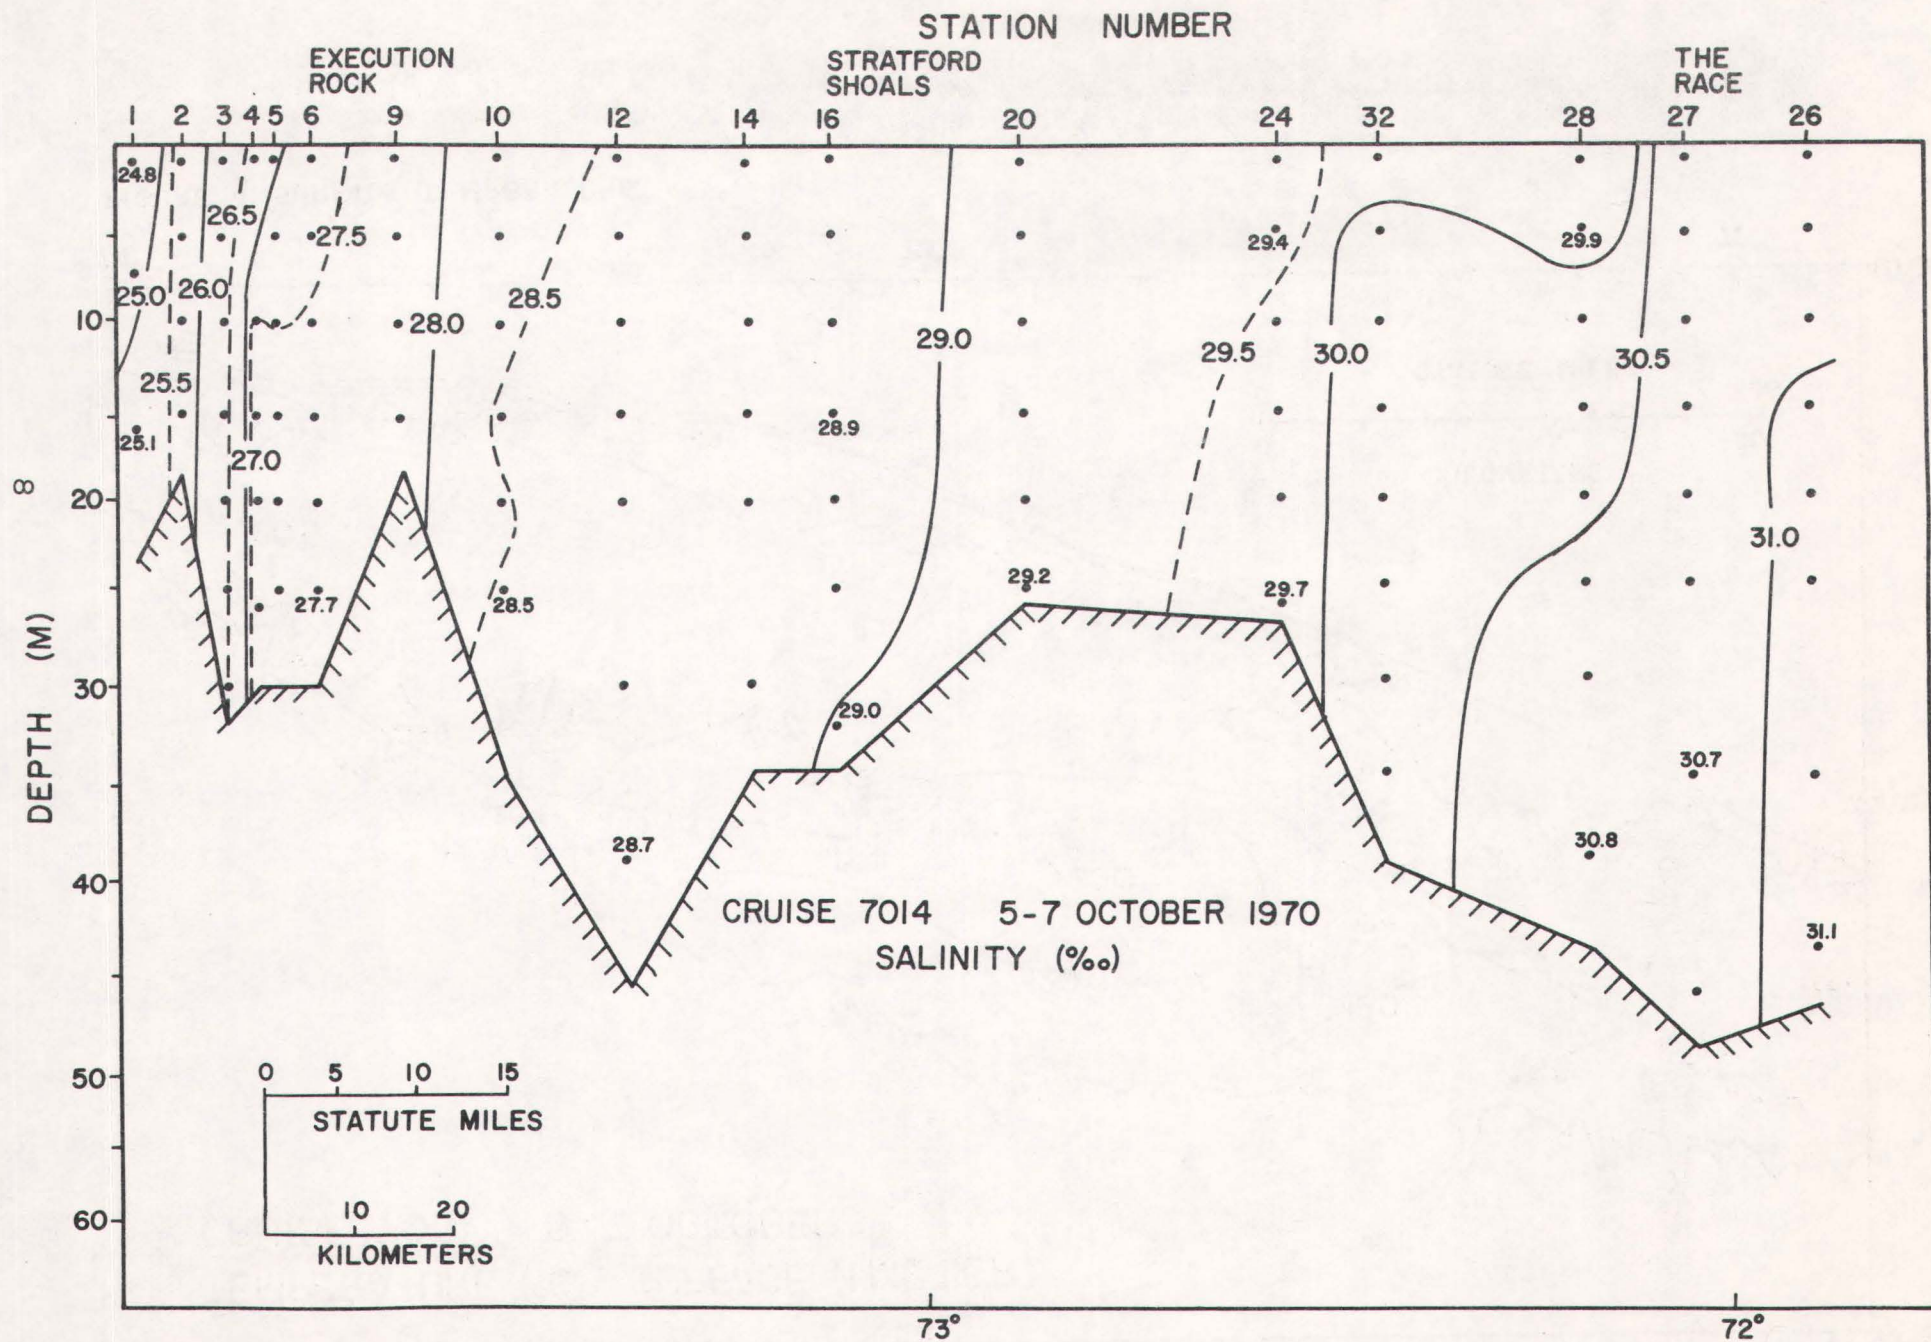 STATION NUMBER
EXECUTION
ROCK
STRATFORD
SHOALS
THE
RACE
1 2 3 4 5 6 9 10 12 14 16 20 24 32 28 27 26
24.8
26.5
27.5
29.4
29.9
25.0
26.0
28.5
10
28.0
29.0
29.5
30.0
30.5
25.5
25.1
27.0
28.9
8
20
31.0
29.2
29.7
27.7
28.5
30
29.0
30.7
28.7
30.8
40
31.1
DEPTH (M)
CRUISE 7014 5-7 OCTOBER 1970
SALINITY (‰)
50
0 5 10 15
STATUTE MILES
60
10 20
KILOMETERS
73°
72°